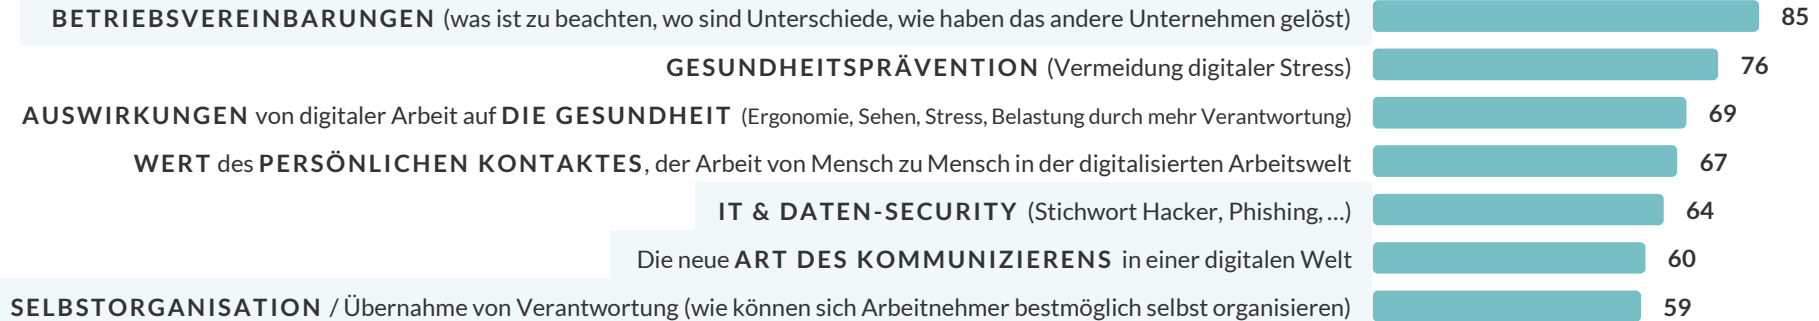 BETRIEBSVEREINBARUNGEN (was ist zu beachten, wo sind Unterschiede, wie haben das andere Unternehmen gelöst) 85
GESUNDHEITSPRÄVENTION (Vermeidung digitaler Stress) 76
AUSWIRKUNGEN von digitaler Arbeit auf DIE GESUNDHEIT (Ergonomie, Sehen, Stress, Belastung durch mehr Verantwortung) 69
WERT des PERSÖNLICHEN KONTAKTES, der Arbeit von Mensch zu Mensch in der digitalisierten Arbeitswelt 67
IT & DATEN-SECURITY (Stichwort Hacker, Phishing, ...) 64
Die neue ART DES KOMMUNIZIERENS in einer digitalen Welt 60
SELBSTORGANISATION / Übernahme von Verantwortung (wie können sich Arbeitnehmer bestmöglich selbst organisieren) 59